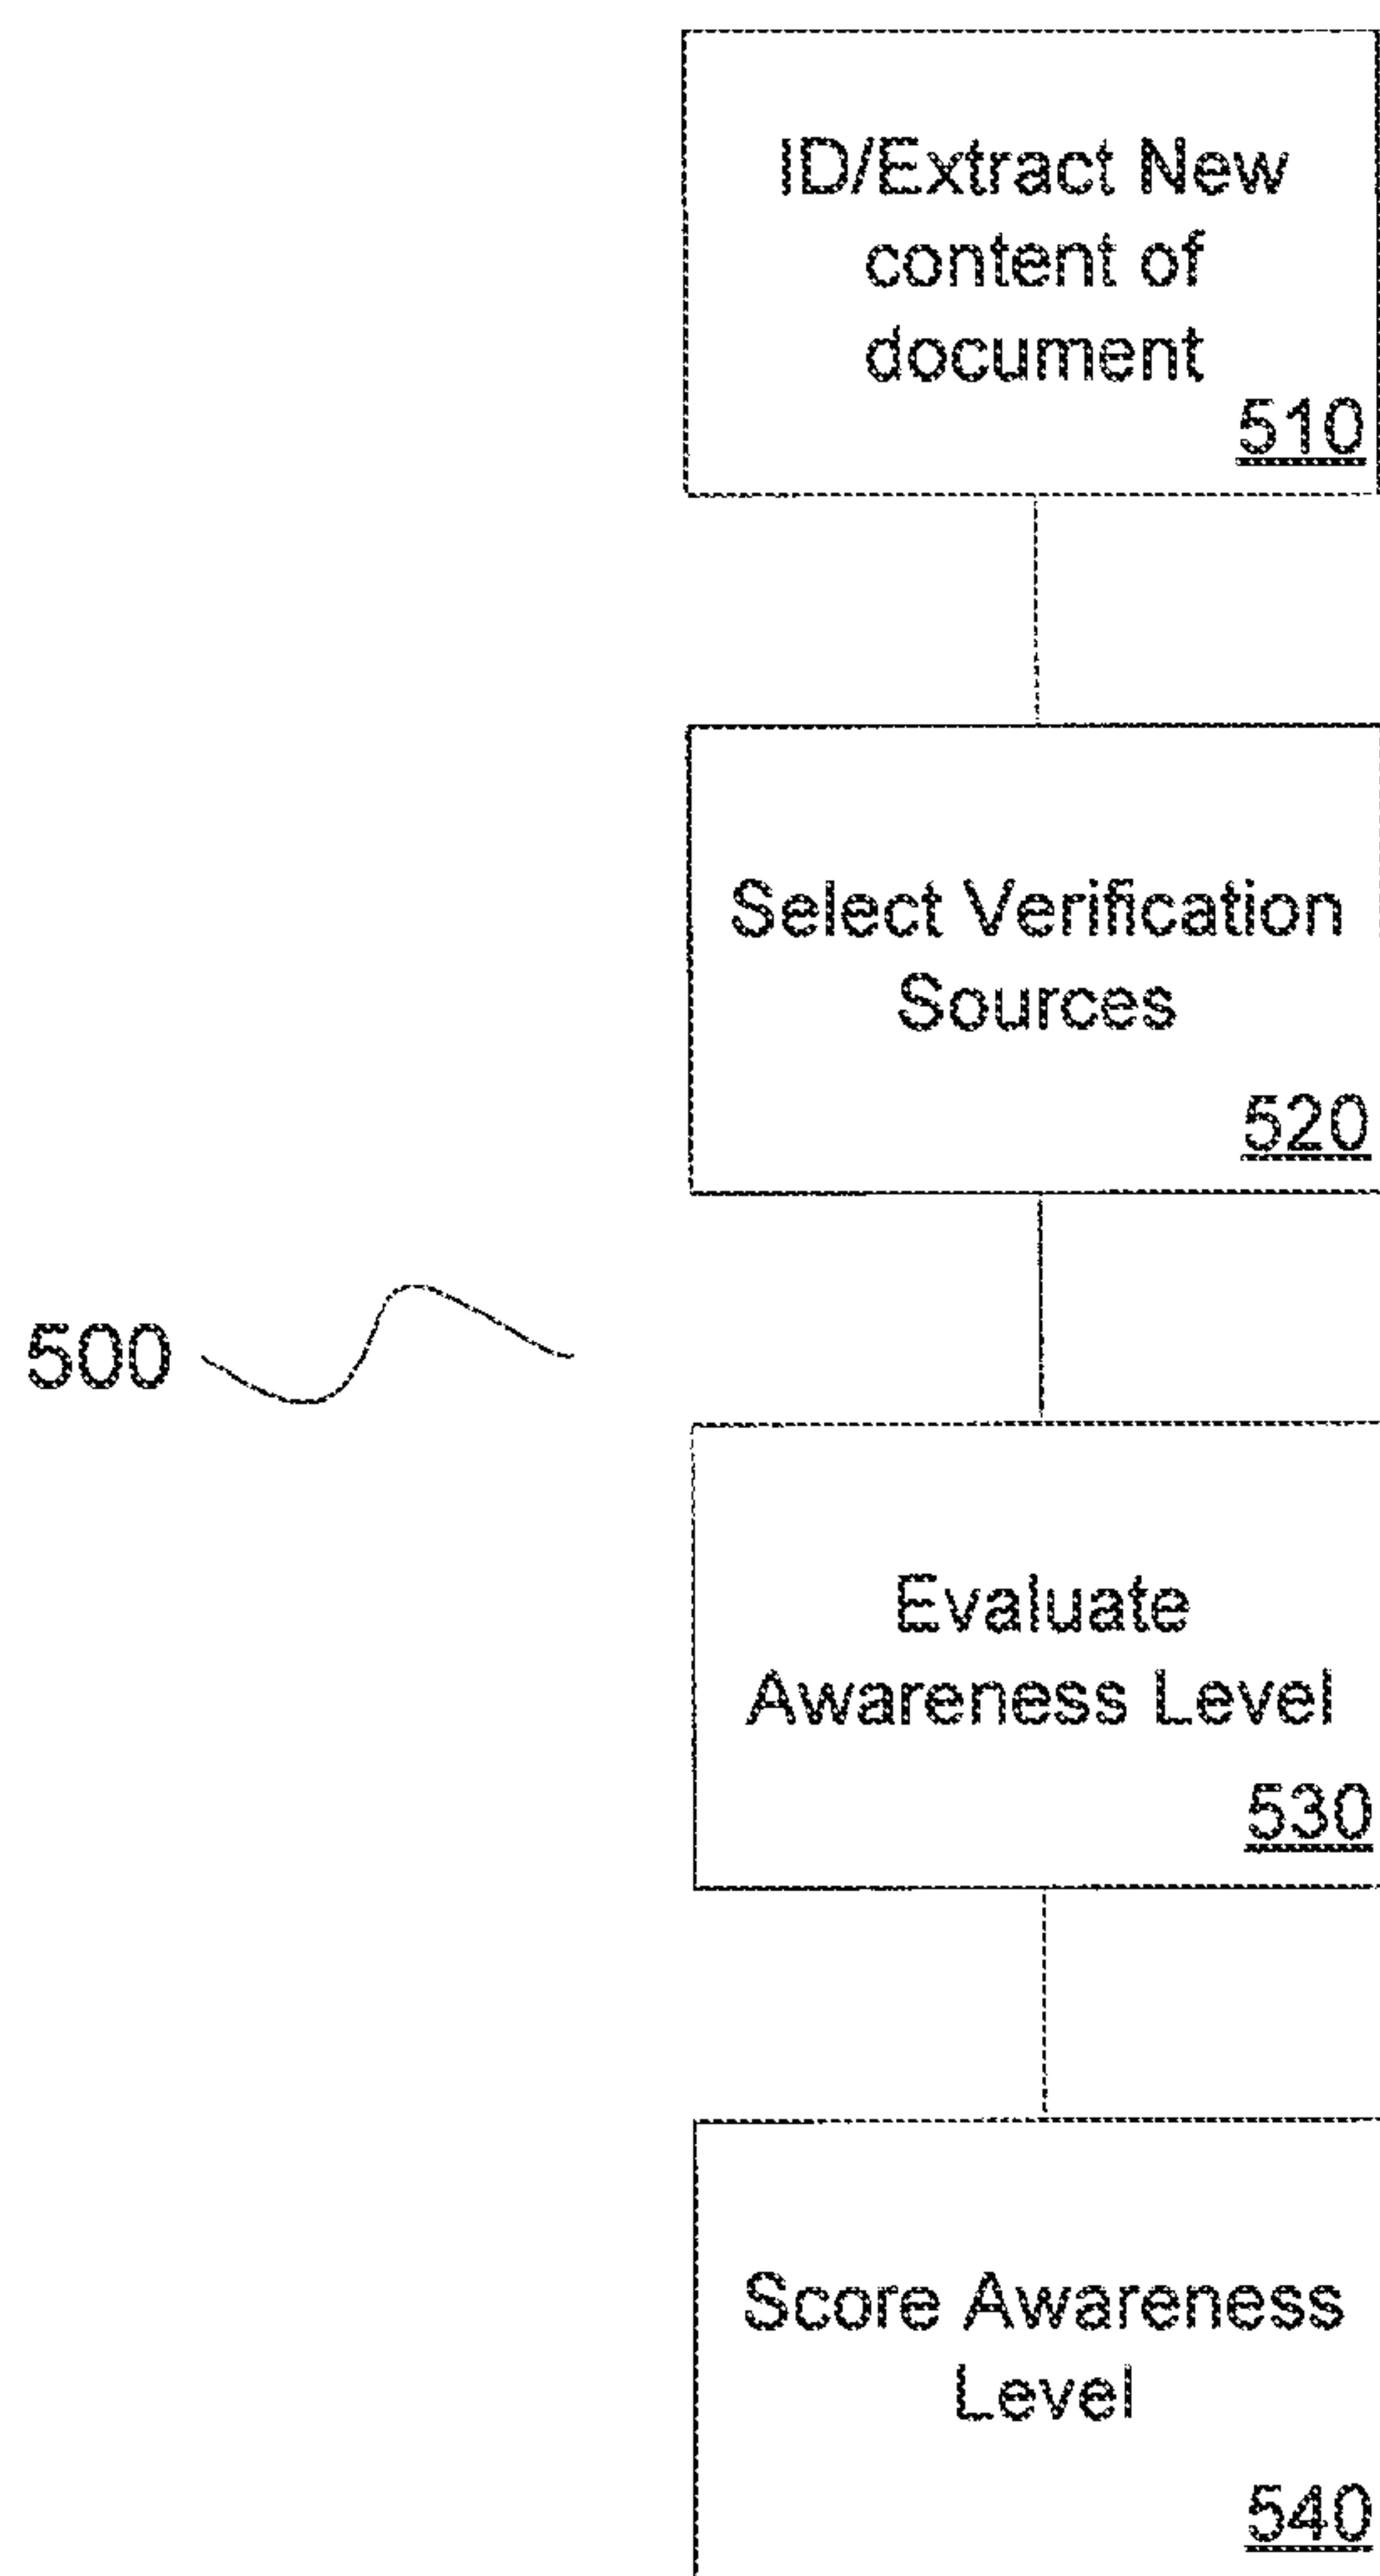 ID/Extract New
content of
document
510
Select Verification
Sources
520
500
Evaluate
Awareness Level
530
Score Awareness
Level
540